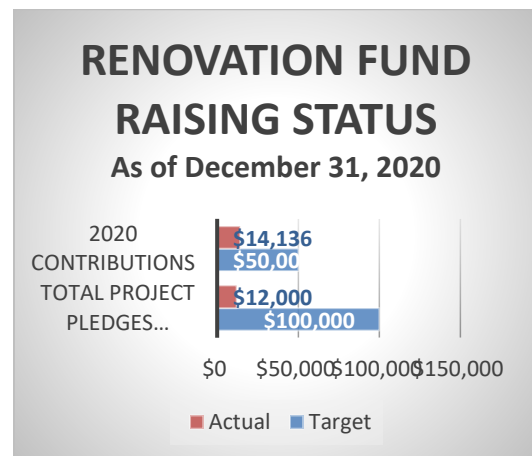 RENOVATION FUND
RAISING STATUS
As of December 31, 2020
2020
CONTRIBUTIONS
$14,136
$50,00
TOTAL PROJECT
PLEDGES...
$12,000
$100,000
$0 $50,000 $100,000 $150,000
Actual Target